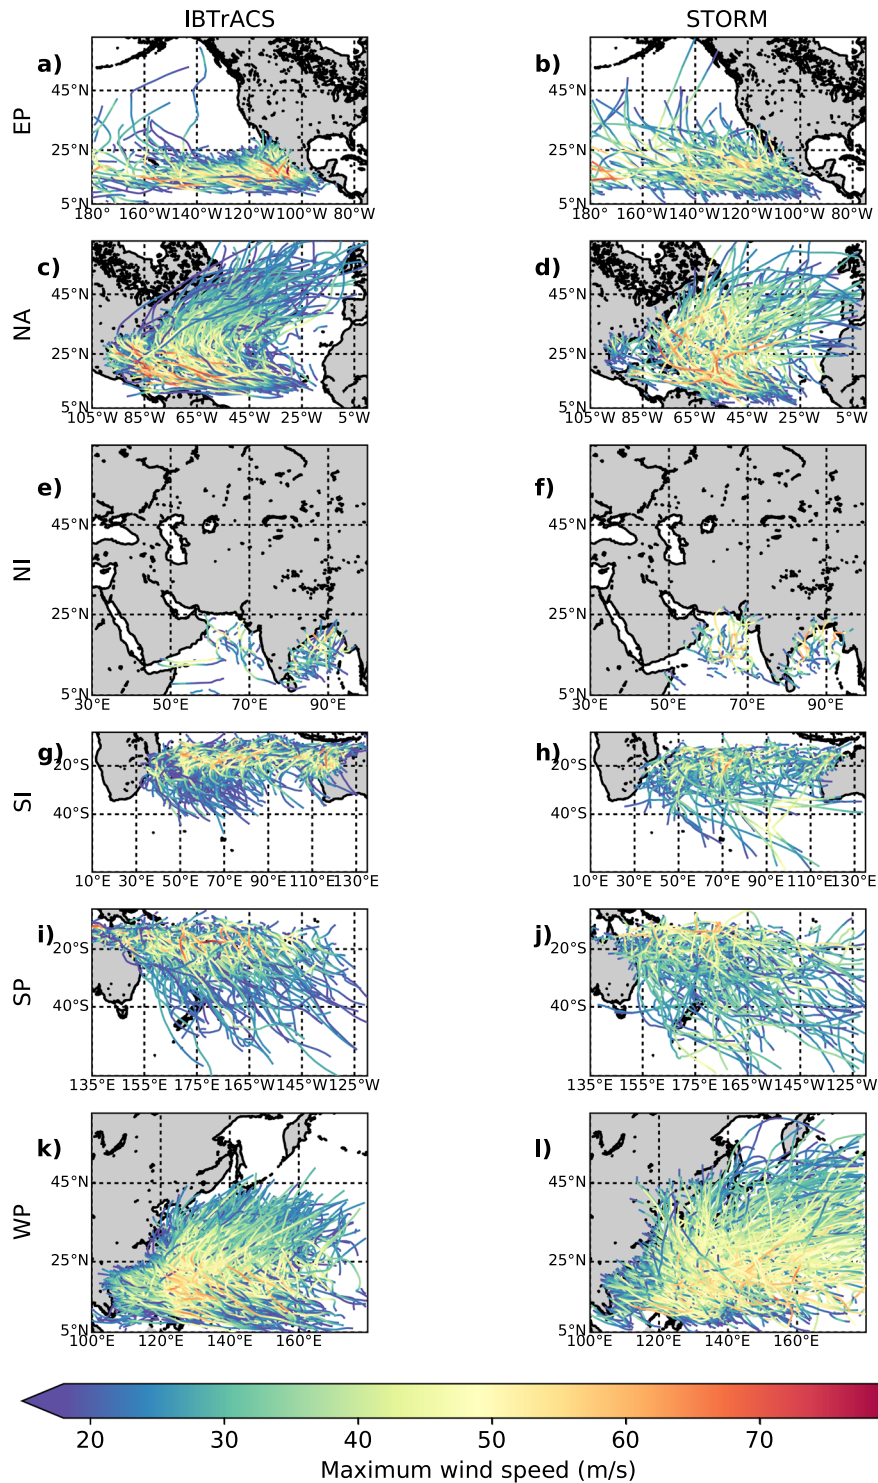 IBTrACS STORM
EP
a)
45°N
25°N
5°N
180° 160°W 140°W 120°W 100°W 80°W
b)
45°N
25°N
5°N
180° 160°W 140°W 120°W 100°W 80°W
NA
c)
45°N
25°N
5°N
105°W 85°W 65°W 45°W 25°W 5°W
d)
45°N
25°N
5°N
105°W 85°W 65°W 45°W 25°W 5°W
NI
e)
45°N
25°N
5°N
30°E 50°E 70°E 90°E
f)
45°N
25°N
5°N
30°E 50°E 70°E 90°E
SI
g)
20°S
40°S
10°E 30°E 50°E 70°E 90°E 110°E 130°E
h)
20°S
40°S
10°E 30°E 50°E 70°E 90°E 110°E 130°E
SP
i)
20°S
40°S
135°E 155°E 175°E 165°W 145°W 125°W
j)
20°S
40°S
135°E 155°E 175°E 165°W 145°W 125°W
WP
k)
45°N
25°N
5°N
100°E 120°E 140°E 160°E
l)
45°N
25°N
5°N
100°E 120°E 140°E 160°E
20 30 40 50 60 70
Maximum wind speed (m/s)